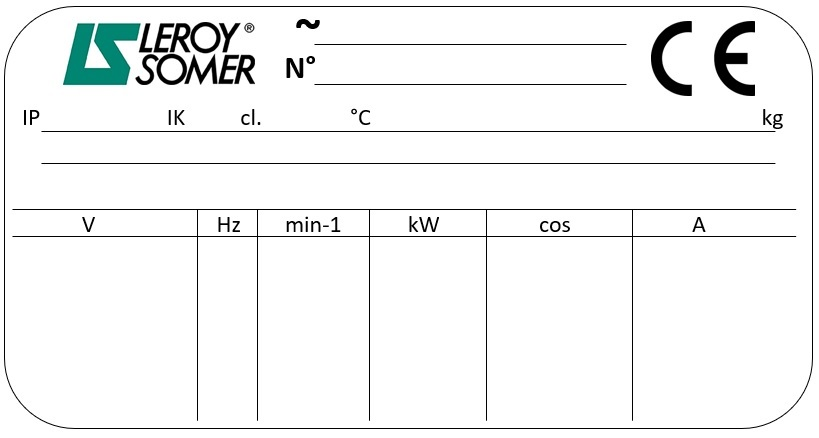 LEROY®
SOMER
~
N°
CE
IP IK cl. °C kg
V Hz min-1 kW cos A